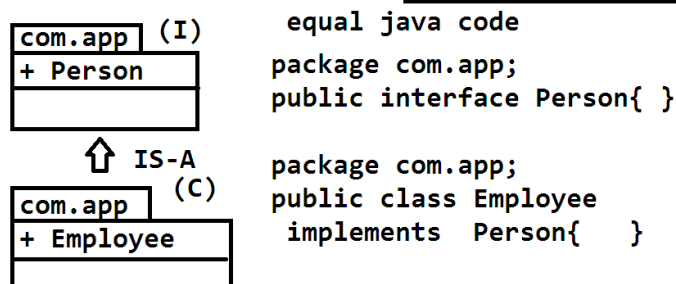 com.app (I)
+ Person
IS-A
com.app (C)
+ Employee
equal java code
package com.app;
public interface Person{ }
package com.app;
public class Employee
implements Person{ }